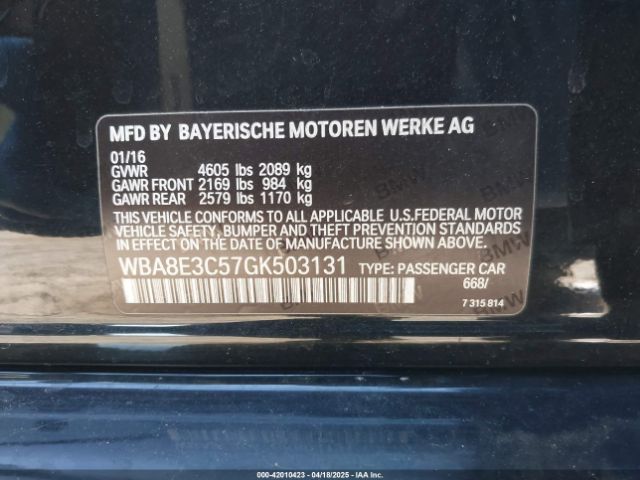 MFD BY BAYERISCHE MOTOREN WERKE AG
01/16
GVWR 4605 lbs 2089 kg
GAWR FRONT 2169 lbs 984 kg
GAWR REAR 2579 lbs 1170 kg
THIS VEHICLE CONFORMS TO ALL APPLICABLE U.S.FEDERAL MOTOR
VEHICLE SAFETY, BUMPER, AND THEFT PREVENTION STANDARDS
IN EFFECT ON THE DATE OF MANUFACTURE SHOWN ABOVE.
WBA8E3C57GK503131 TYPE: PASSENGER CAR
668/
7 315 814
000-42010423 - 04/18/2025 - IAAI.COM